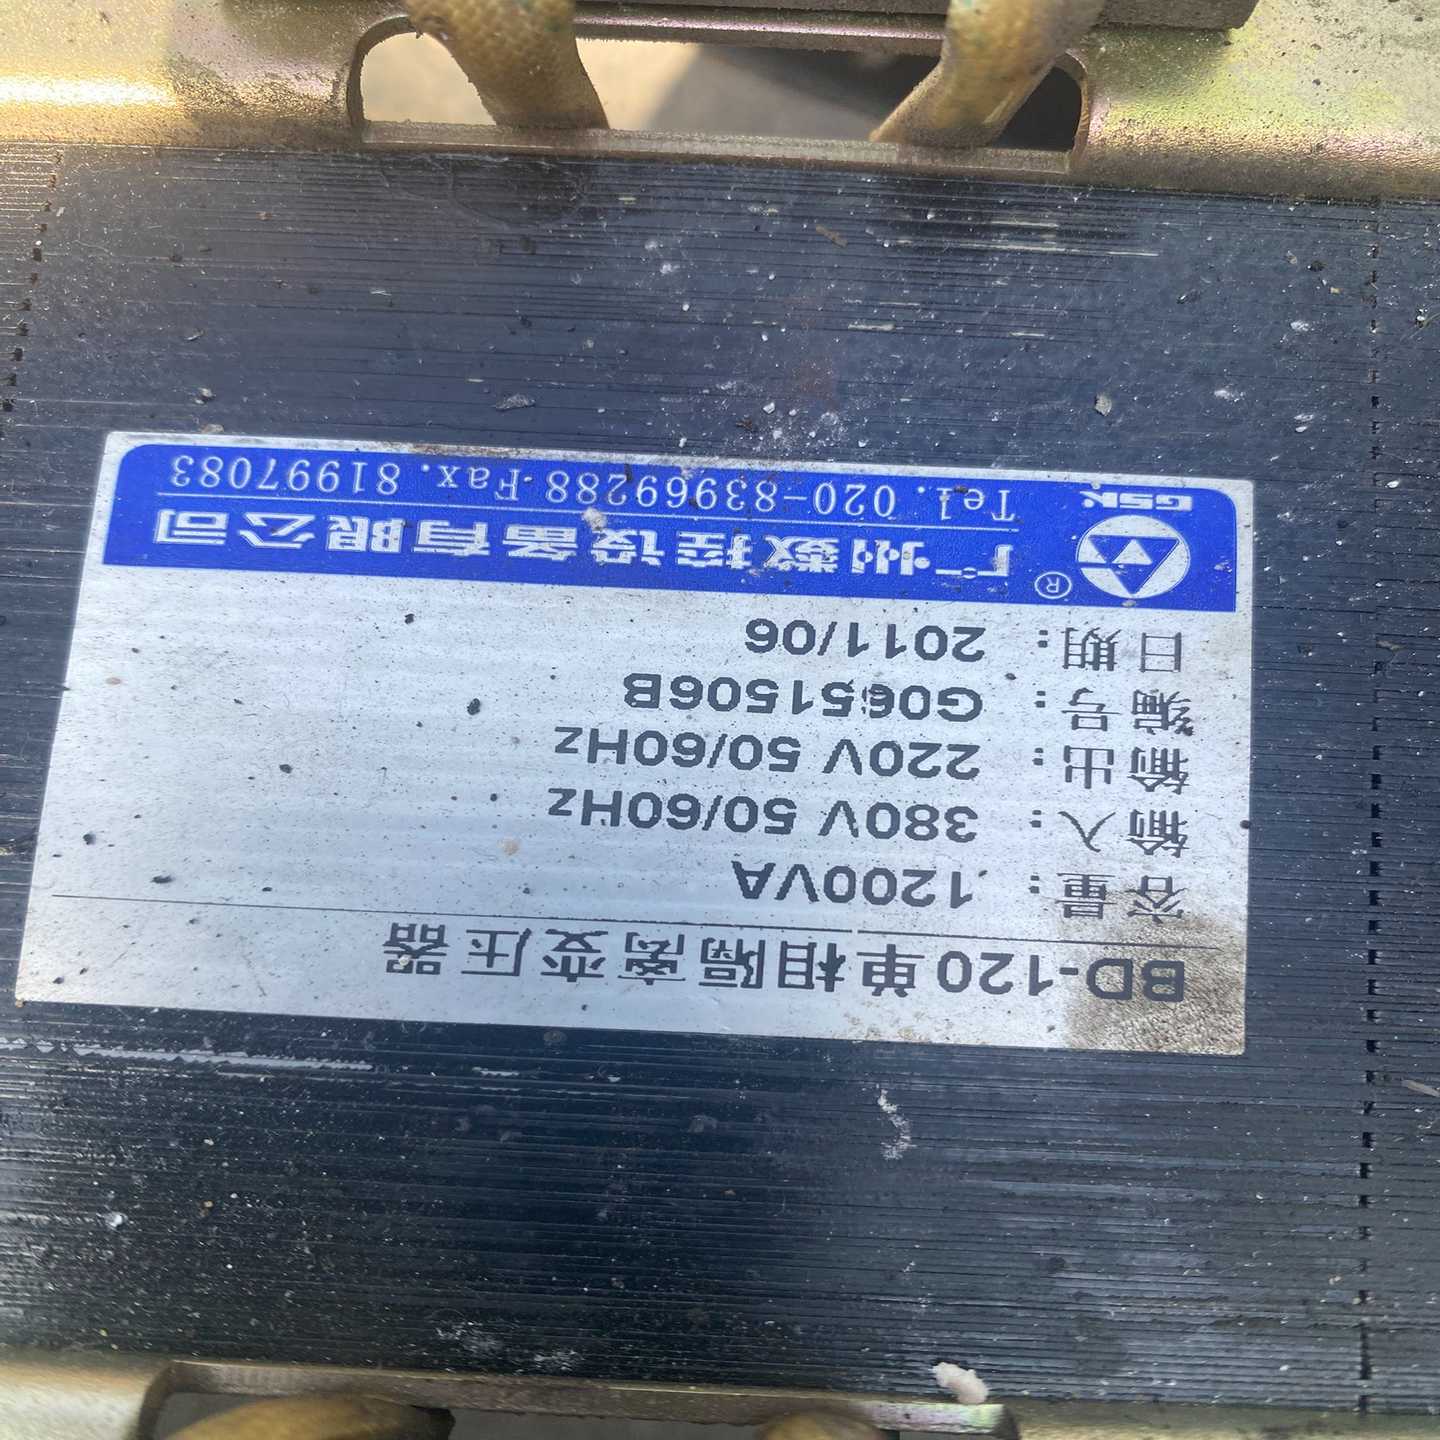 BD-120单相隔离变压器
容量： 1200VA
输入： 380V 50/60Hz
输出： 220V 50/60Hz
编号： G0651506B
日期： 2011/06
GSK ®
广州数控设备有限公司
Tel. 020-83969288 Fax. 81997083